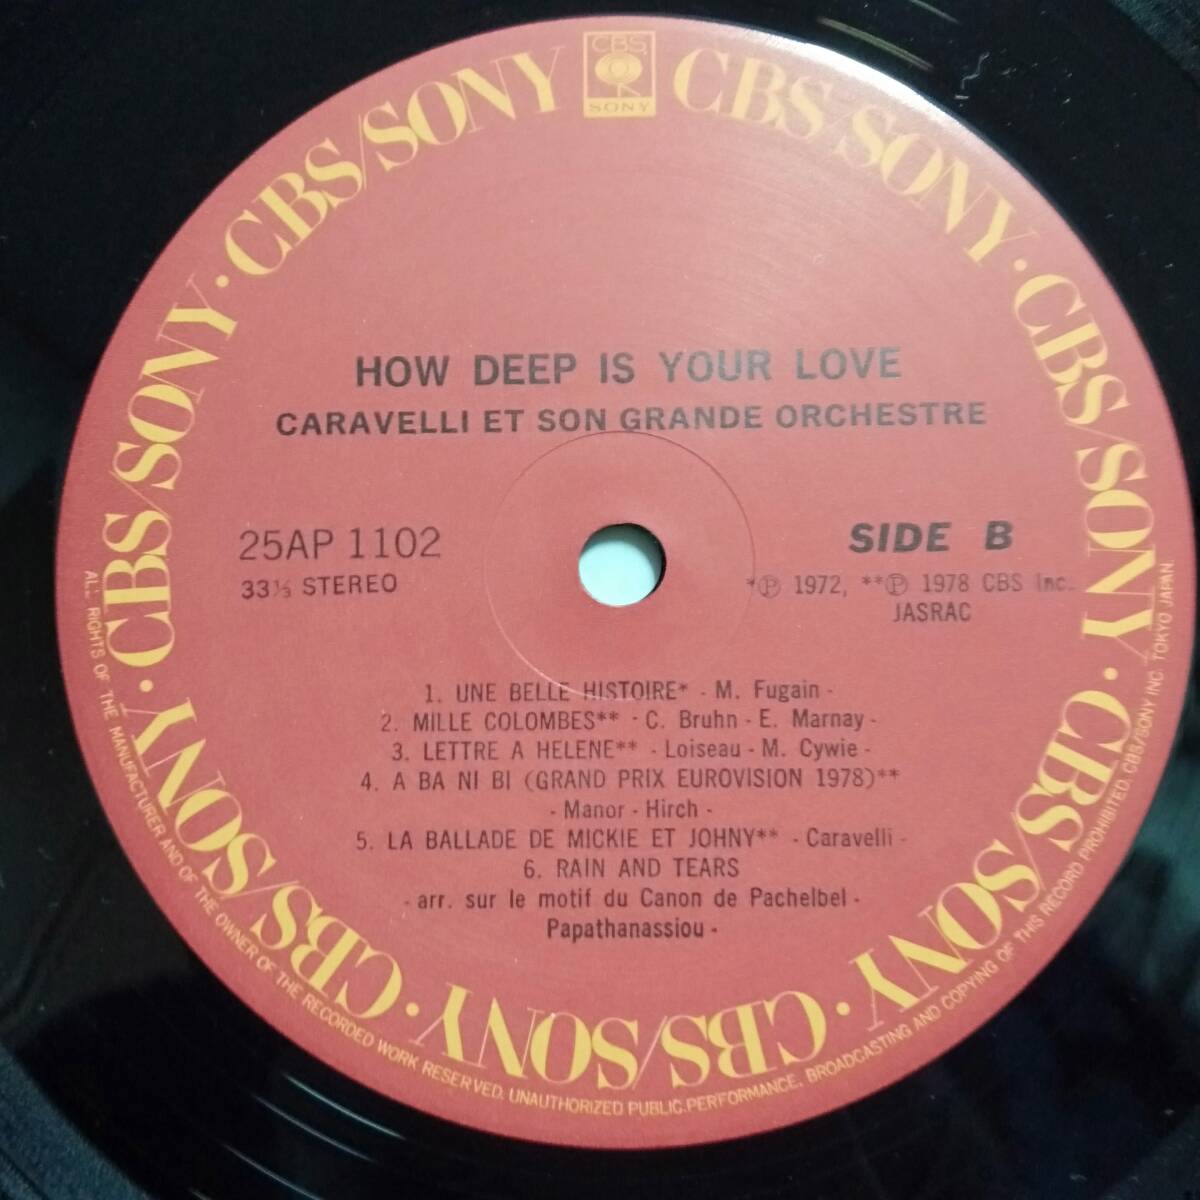 CBS
SONY
CBS/SONY · CBS/SONY · CBS/SONY · CBS/SONY · CBS/SONY · CBS/SONY · CBS/SONY · CBS/SONY
HOW DEEP IS YOUR LOVE
CARAVELLI ET SON GRANDE ORCHESTRE
25AP 1102
33⅓ STEREO
SIDE B
*Ⓟ 1972, **Ⓟ 1978 CBS Inc.
JASRAC
1. UNE BELLE HISTOIRE* - M. Fugain -
2. MILLE COLOMBES** - C. Bruhn - E. Marnay -
3. LETTRE A HELENE** - Loiseau - M. Cywie -
4. A BA NI BI (GRAND PRIX EUROVISION 1978)**
- Manor - Hirch -
5. LA BALLADE DE MICKIE ET JOHNY** - Caravelli -
6. RAIN AND TEARS
- arr. sur le motif du Canon de Pachelbel -
Papathanassiou -
ALL RIGHTS OF THE MANUFACTURER AND OF THE OWNER OF THE RECORDED WORK RESERVED. UNAUTHORIZED PUBLIC.PERFORMANCE, BROADCASTING AND COPYING OF THIS RECORD PROHIBITED. CBS/SONY INC. TOKYO JAPAN